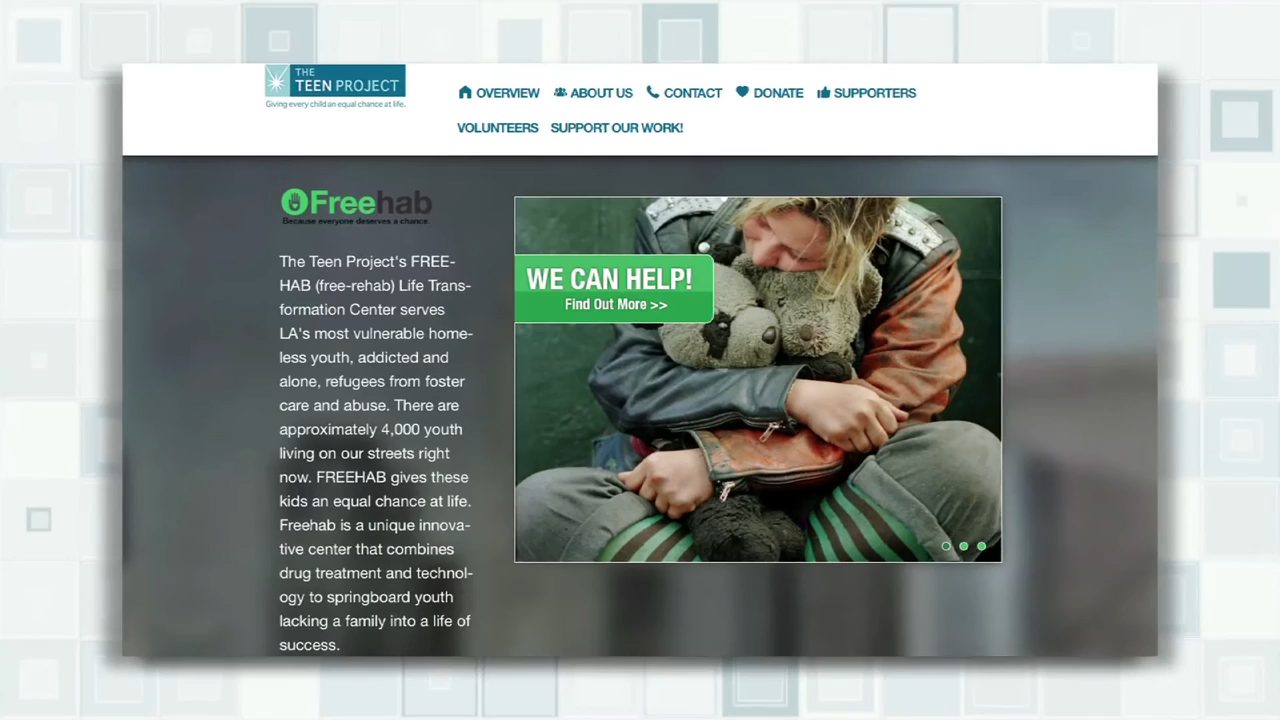 THE
TEEN PROJECT
Giving every child an equal chance at life.
OVERVIEW ABOUT US CONTACT DONATE SUPPORTERS
VOLUNTEERS SUPPORT OUR WORK!
Freehab
Because everyone deserves a chance.
The Teen Project's FREE-
HAB (free-rehab) Life Trans-
formation Center serves
LA's most vulnerable home-
less youth, addicted and
alone, refugees from foster
care and abuse. There are
approximately 4,000 youth
living on our streets right
now. FREEHAB gives these
kids an equal chance at life.
Freehab is a unique innova-
tive center that combines
drug treatment and technol-
ogy to springboard youth
lacking a family into a life of
success.
WE CAN HELP!
Find Out More >>